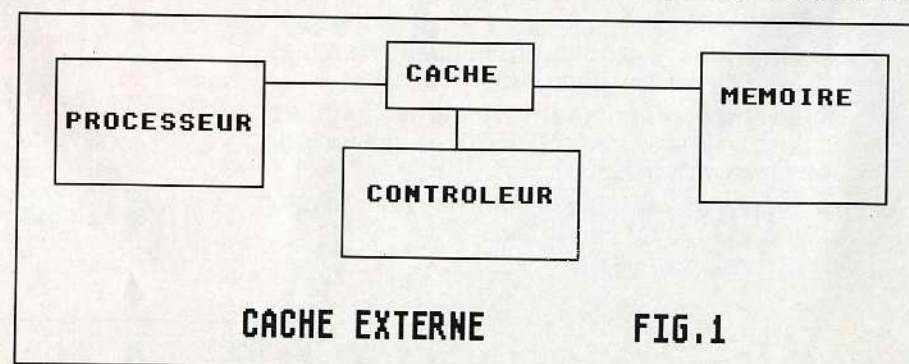 CACHE
PROCESSEUR
MEMOIRE
CONTROLEUR
CACHE EXTERNE FIG.1